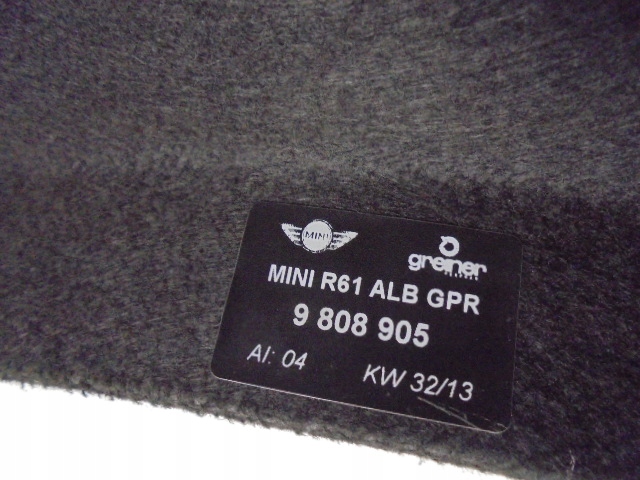 MINI
greiner
MINI R61 ALB GPR
9 808 905
AI: 04
KW 32/13